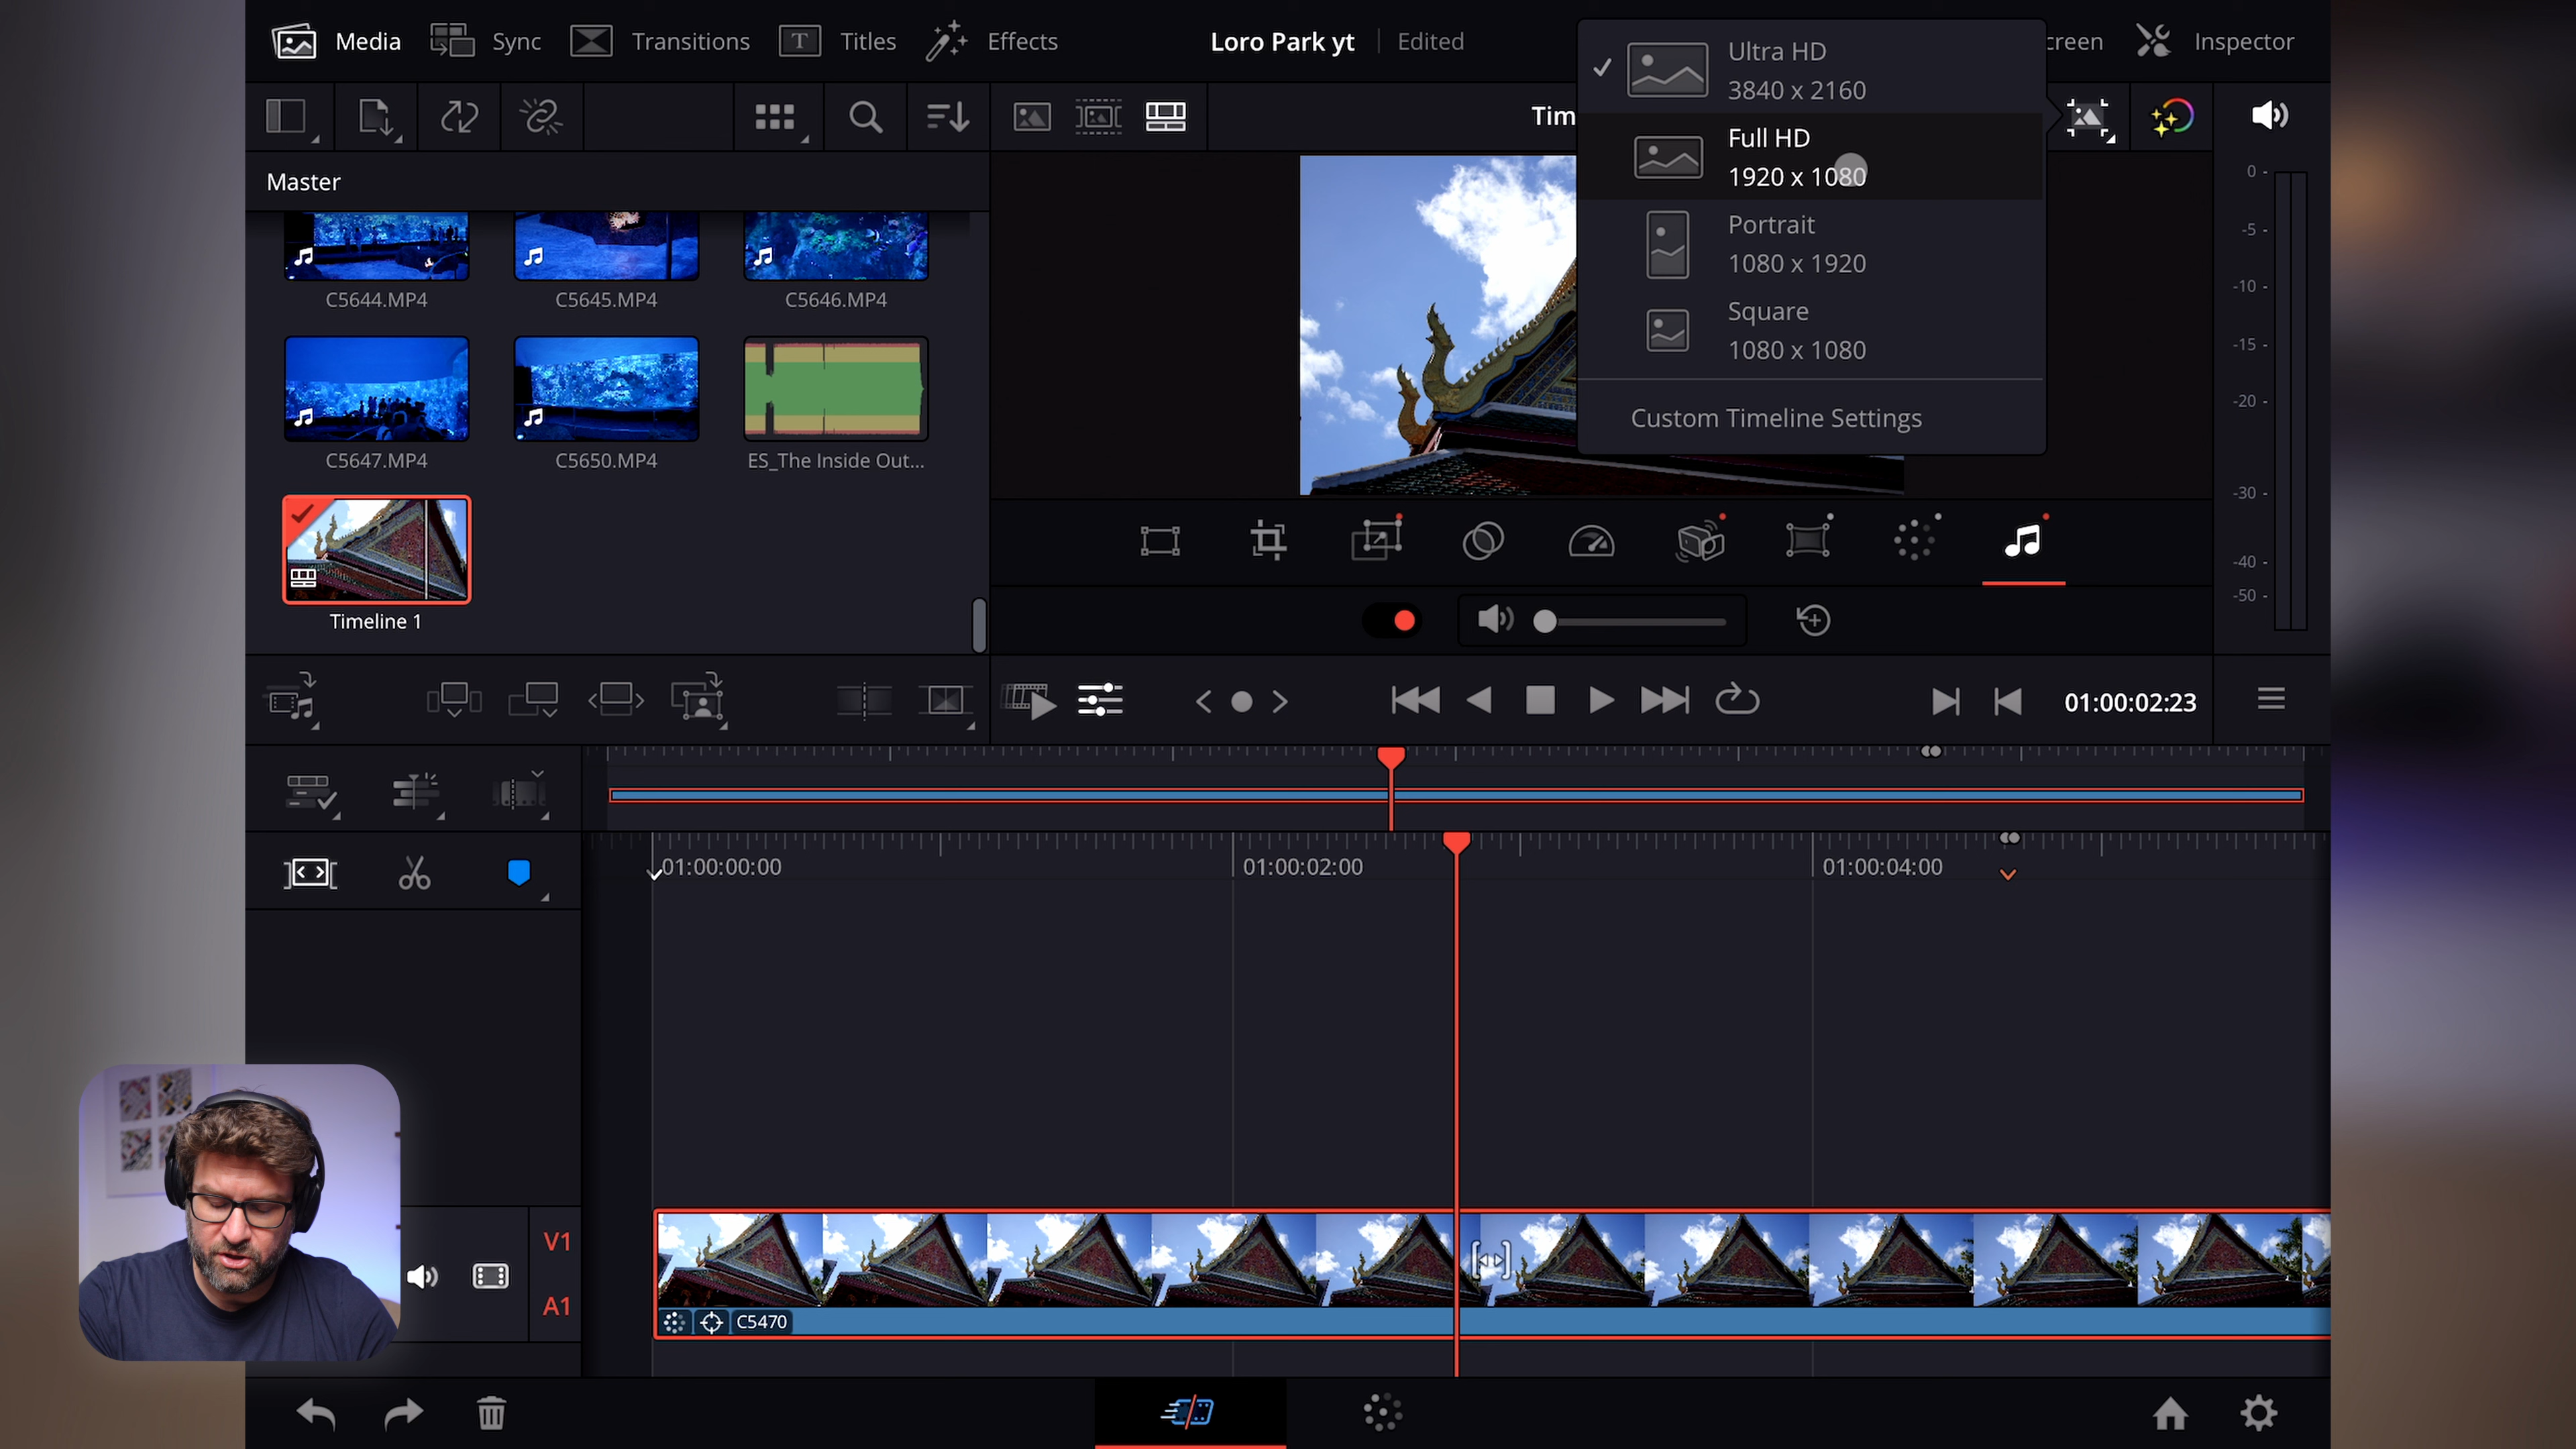 Media
Sync
Transitions
Titles
Effects
Loro Park yt
Edited
creen
Inspector
Ultra HD
3840 x 2160
Full HD
1920 x 1080
Portrait
1080 x 1920
Square
1080 x 1080
Custom Timeline Settings
Tim
Master
C5644.MP4
C5645.MP4
C5646.MP4
C5647.MP4
C5650.MP4
ES_The Inside Out...
Timeline 1
0
-5
-10
-15
-20
-30
-40
-50
01:00:02:23
01:00:00:00
01:00:02:00
01:00:04:00
V1
A1
C5470